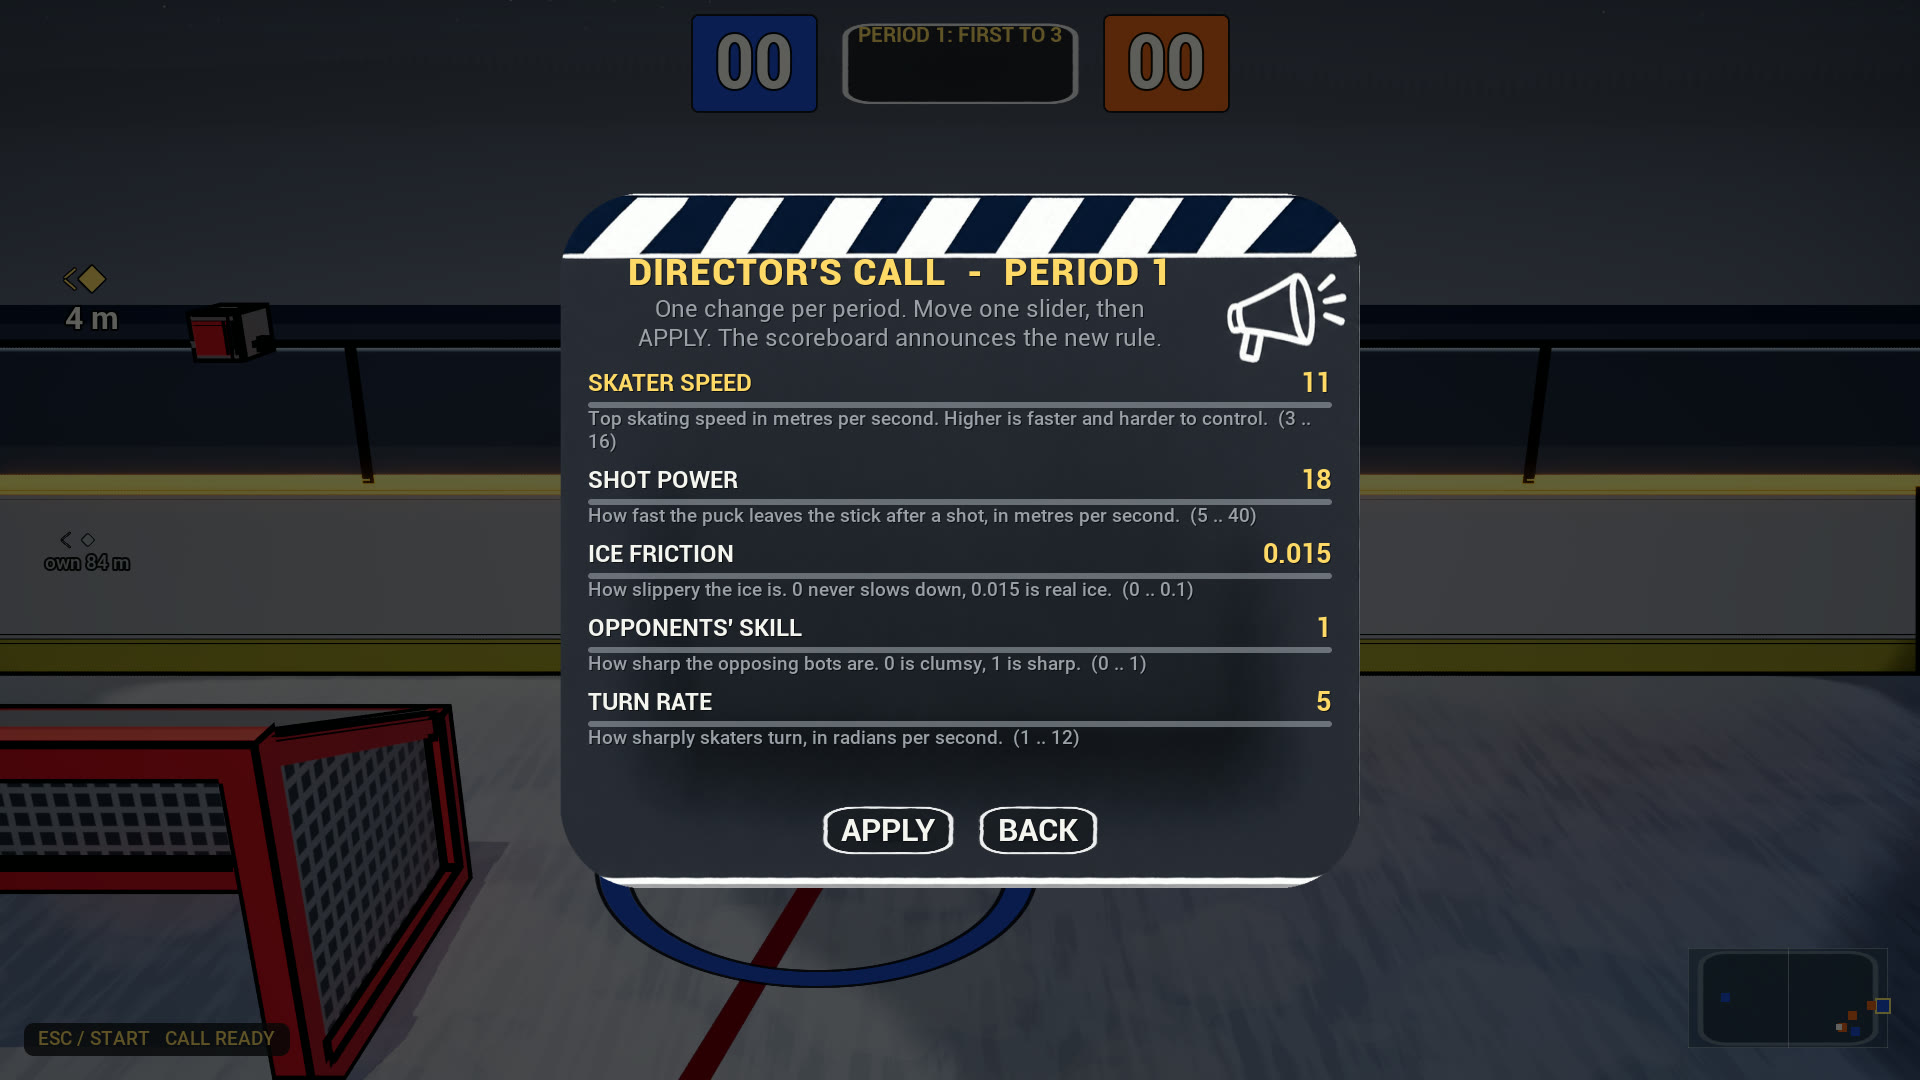 00
PERIOD 1: FIRST TO 3
00
DIRECTOR'S CALL - PERIOD 1
One change per period. Move one slider, then
APPLY. The scoreboard announces the new rule.
4 m
SKATER SPEED 11
Top skating speed in metres per second. Higher is faster and harder to control. (3 ..
16)
SHOT POWER 18
How fast the puck leaves the stick after a shot, in metres per second. (5 .. 40)
own 84 m
ICE FRICTION 0.015
How slippery the ice is. 0 never slows down, 0.015 is real ice. (0 .. 0.1)
OPPONENTS' SKILL 1
How sharp the opposing bots are. 0 is clumsy, 1 is sharp. (0 .. 1)
TURN RATE 5
How sharply skaters turn, in radians per second. (1 .. 12)
APPLY BACK
ESC / START CALL READY